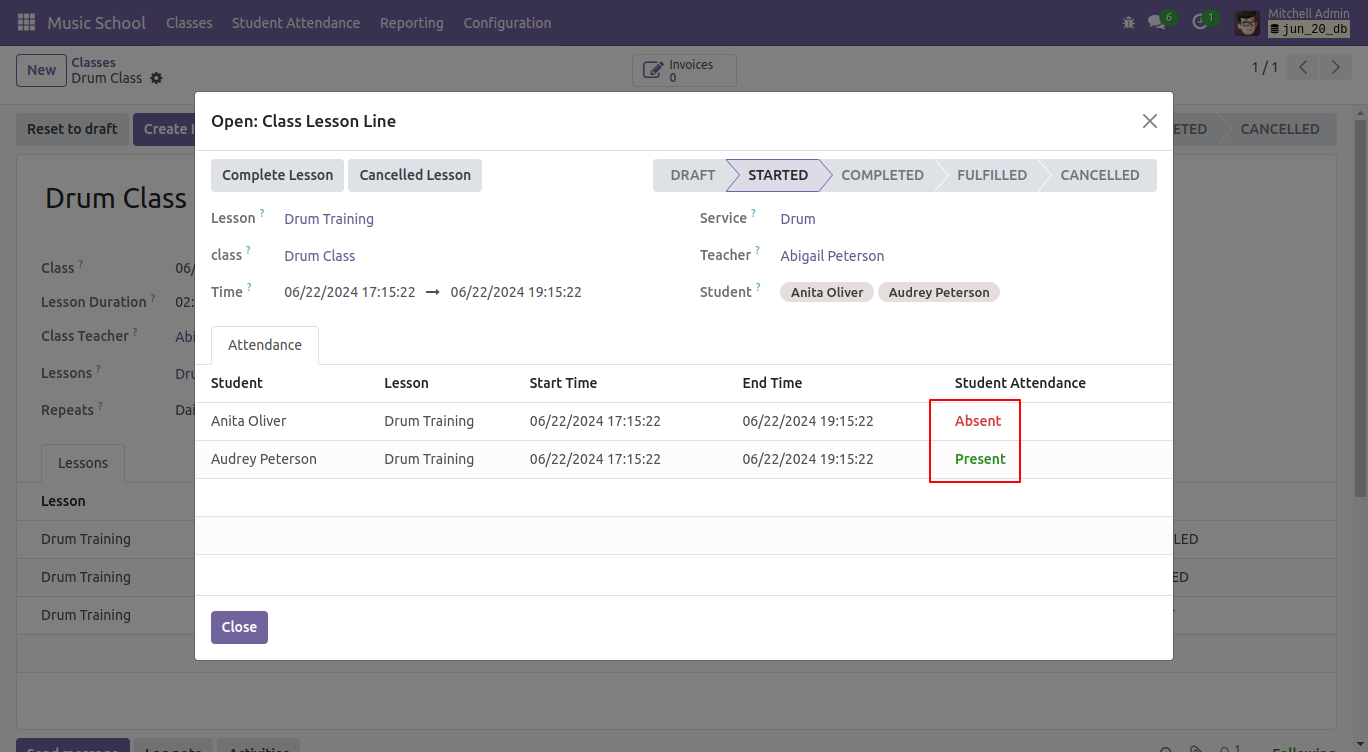 Music School Classes Student Attendance Reporting Configuration 6 1 Mitchell Admin
jun_20_db
New Classes
Drum Class
Invoices
0
1 / 1
Reset to draft Create CANCELLED
Open: Class Lesson Line
Complete Lesson Cancelled Lesson DRAFT STARTED COMPLETED FULFILLED CANCELLED
Drum Class
Lesson ? Drum Training Service ? Drum
class ? Drum Class Teacher ? Abigail Peterson
Time ? 06/22/2024 17:15:22 → 06/22/2024 19:15:22 Student ? Anita Oliver Audrey Peterson
Class ? 06/
Lesson Duration ? 02:
Class Teacher ? Abi
Lessons ? Dru
Repeats ? Dai
Attendance
Student Lesson Start Time End Time Student Attendance
Anita Oliver Drum Training 06/22/2024 17:15:22 06/22/2024 19:15:22 Absent
Audrey Peterson Drum Training 06/22/2024 17:15:22 06/22/2024 19:15:22 Present
Lessons
Lesson
Drum Training LED
Drum Training ED
Drum Training
Close
Send message Log note Activities 1 Following